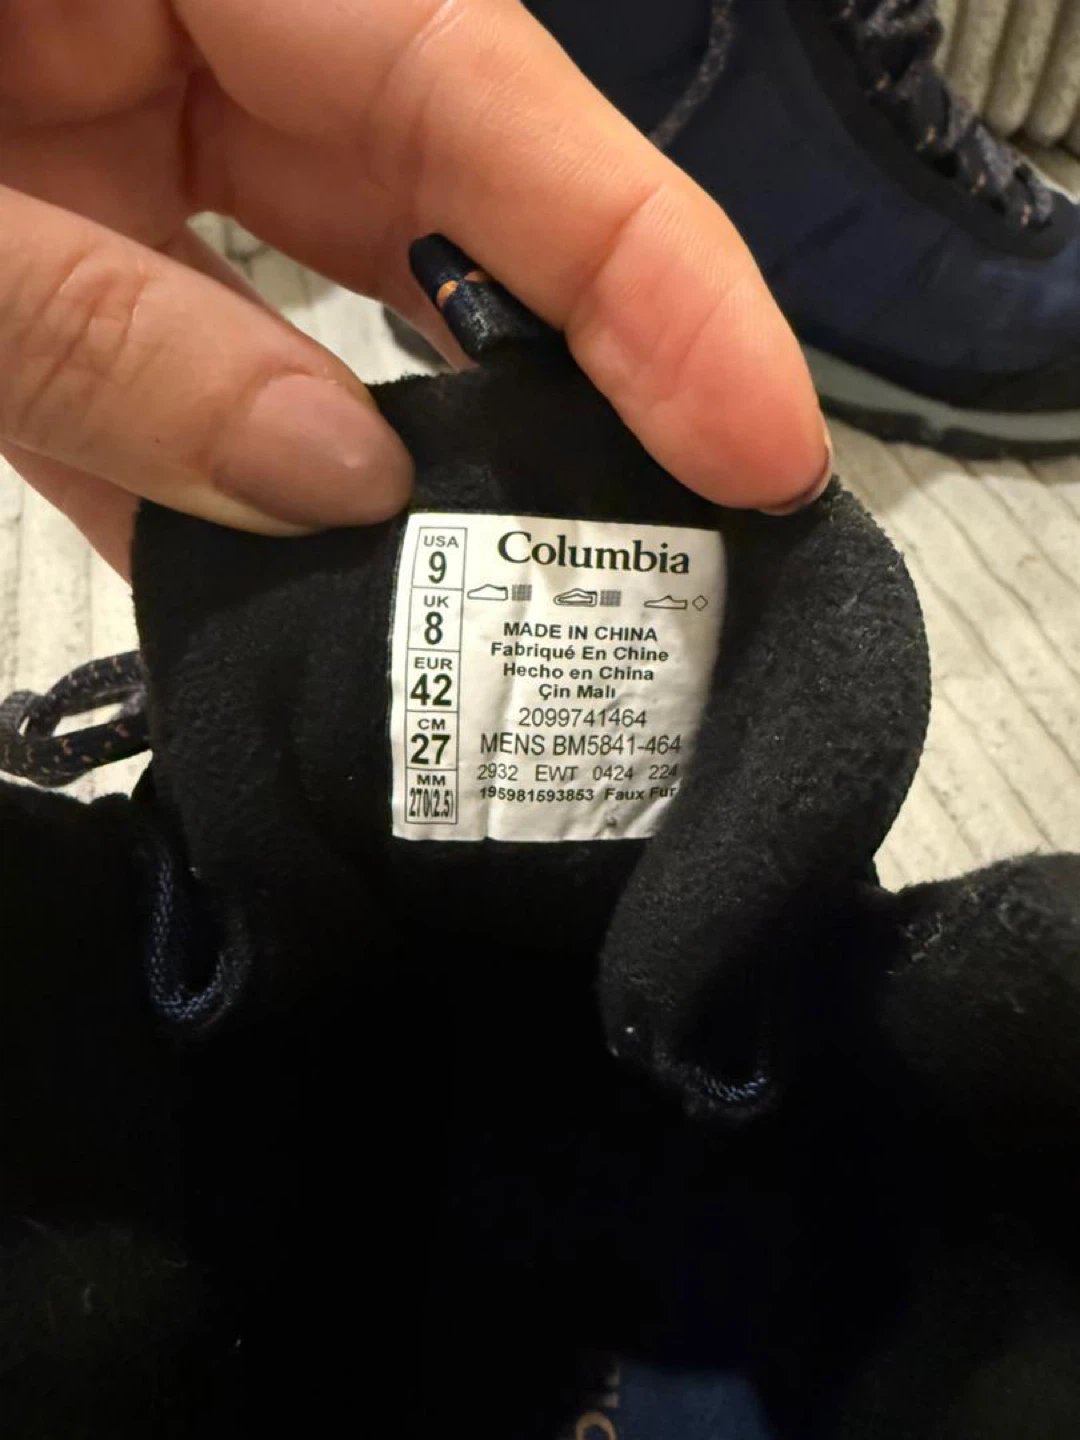 USA
9
UK
8
EUR
42
CM
27
MM
270(2.5)
Columbia
MADE IN CHINA
Fabriqué En Chine
Hecho en China
Çin Malı
2099741464
MENS BM5841-464
2932 EWT 0424 224
195981593853 Faux Fur